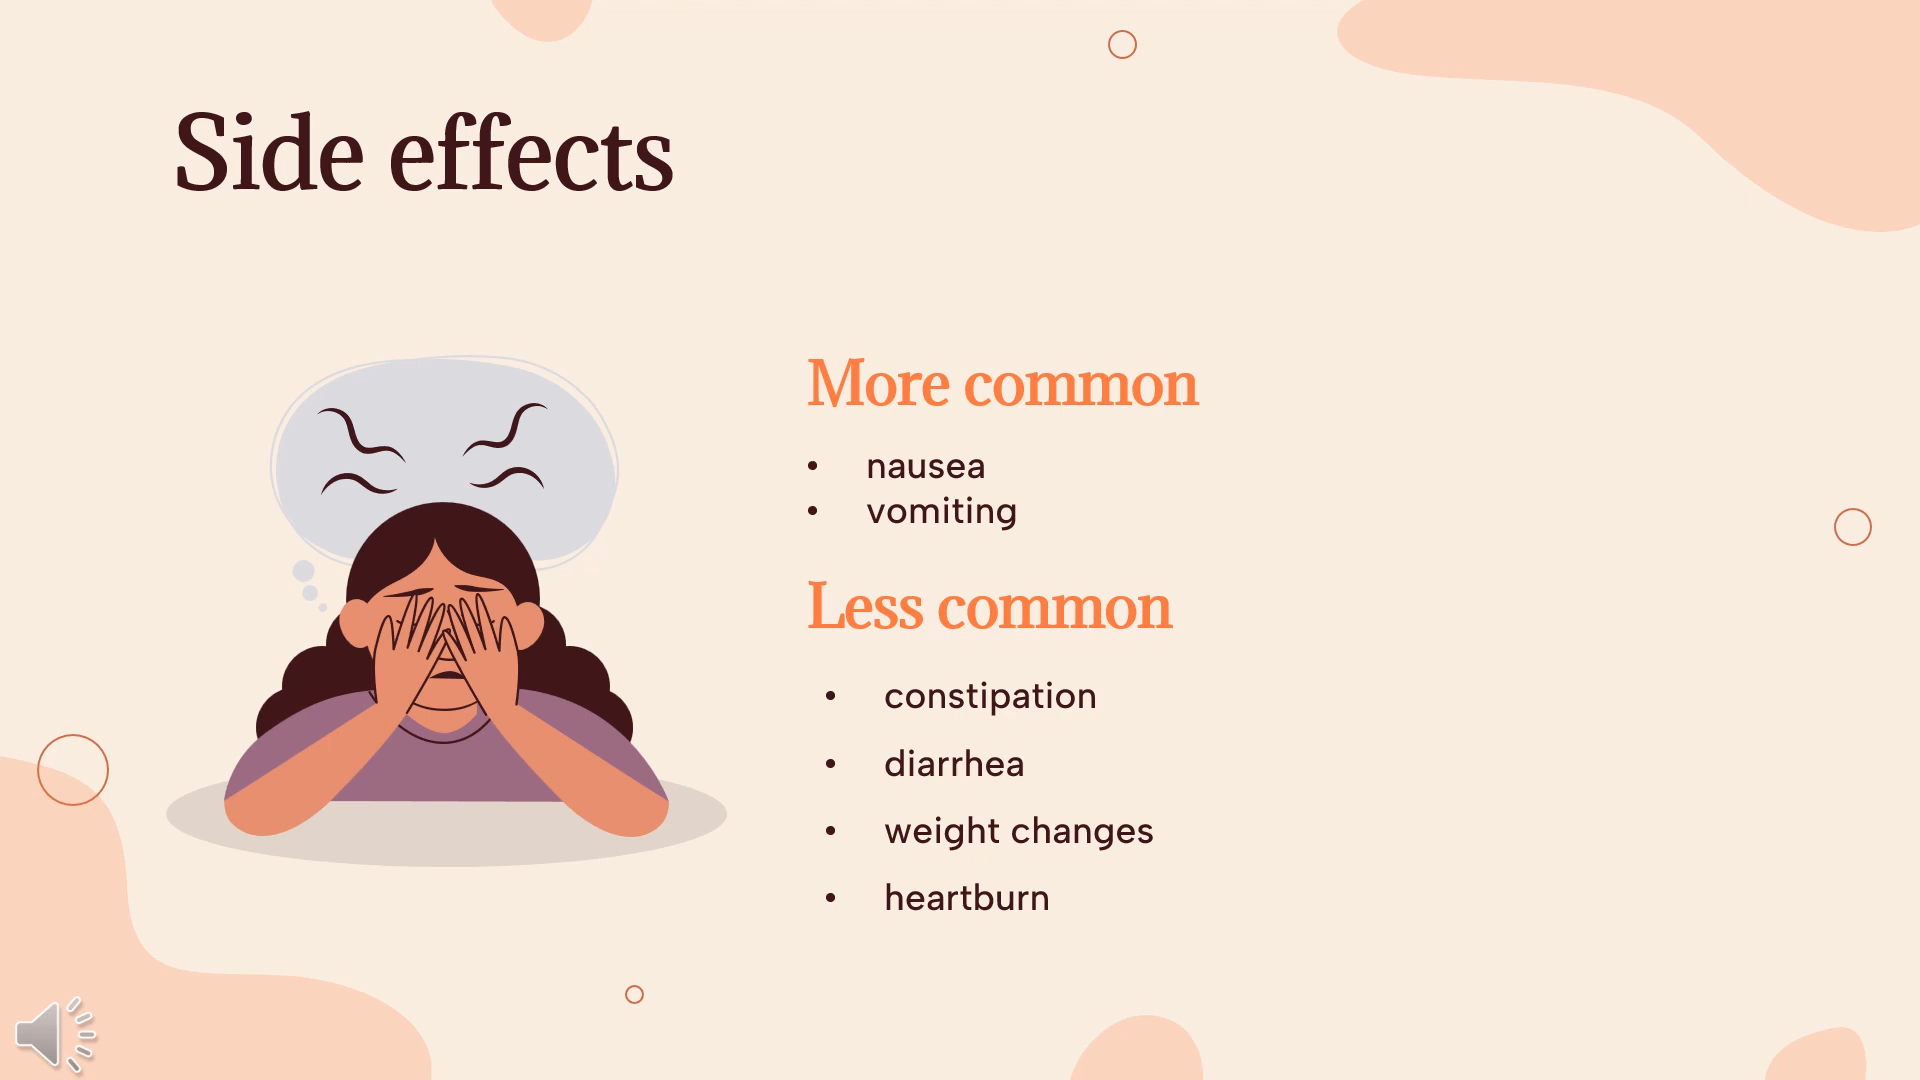 Side effects
More common
• nausea
• vomiting
Less common
• constipation
• diarrhea
• weight changes
• heartburn